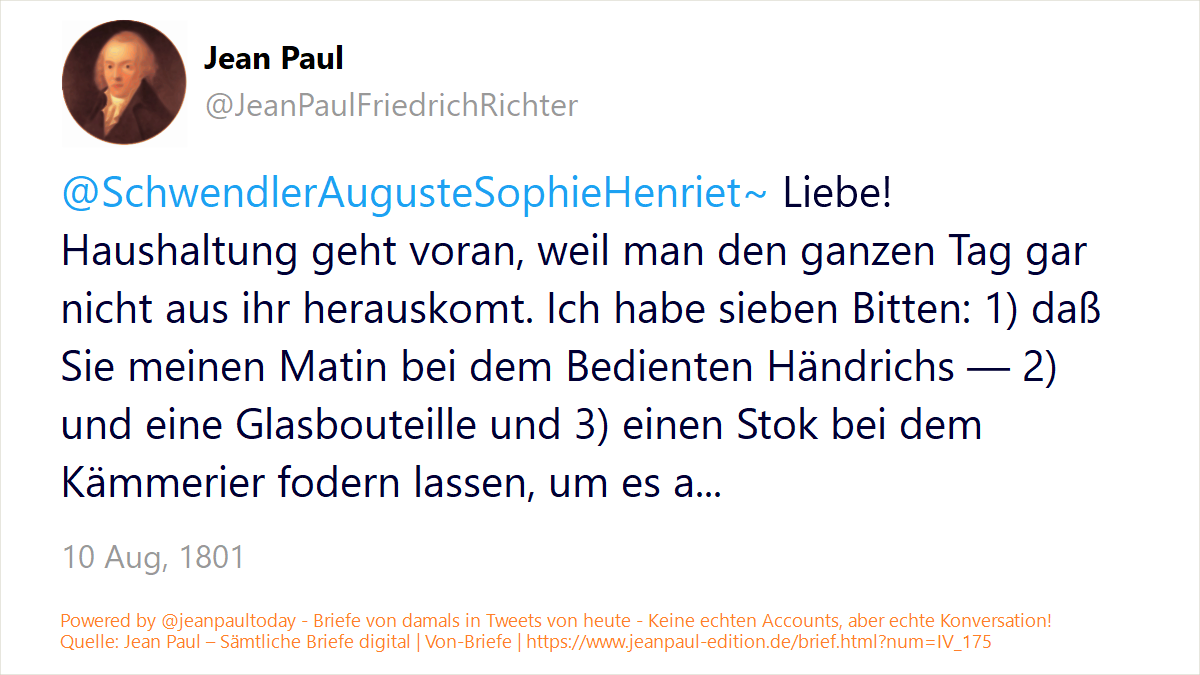 Jean Paul
@JeanPaulFriedrichRichter
@SchwendlerAugusteSophieHenriet~ Liebe!
Haushaltung geht voran, weil man den ganzen Tag gar
nicht aus ihr herauskomt. Ich habe sieben Bitten: 1) daß
Sie meinen Matin bei dem Bedienten Händrichs — 2)
und eine Glasbouteille und 3) einen Stok bei dem
Kämmerier fodern lassen, um es a...
10 Aug, 1801
Powered by @jeanpaultoday - Briefe von damals in Tweets von heute - Keine echten Accounts, aber echte Konversation!
Quelle: Jean Paul – Sämtliche Briefe digital | Von-Briefe | https://www.jeanpaul-edition.de/brief.html?num=IV_175